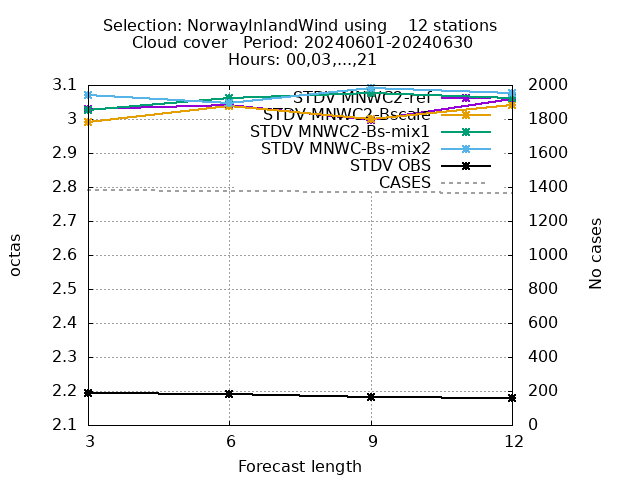 Selection: NorwayInlandWind using    12 stations
Cloud cover   Period: 20240601-20240630
Hours: 00,03,...,21
3.1
3
2.9
2.8
2.7
2.6
2.5
2.4
2.3
2.2
2.1
octas
STDV MNWC2-ref
STDV MNWC2-Bscale
STDV MNWC2-Bs-mix1
STDV MNWC-Bs-mix2
STDV OBS
CASES
2000
1800
1600
1400
1200
1000
800
600
400
200
0
No cases
3 6 9 12
Forecast length